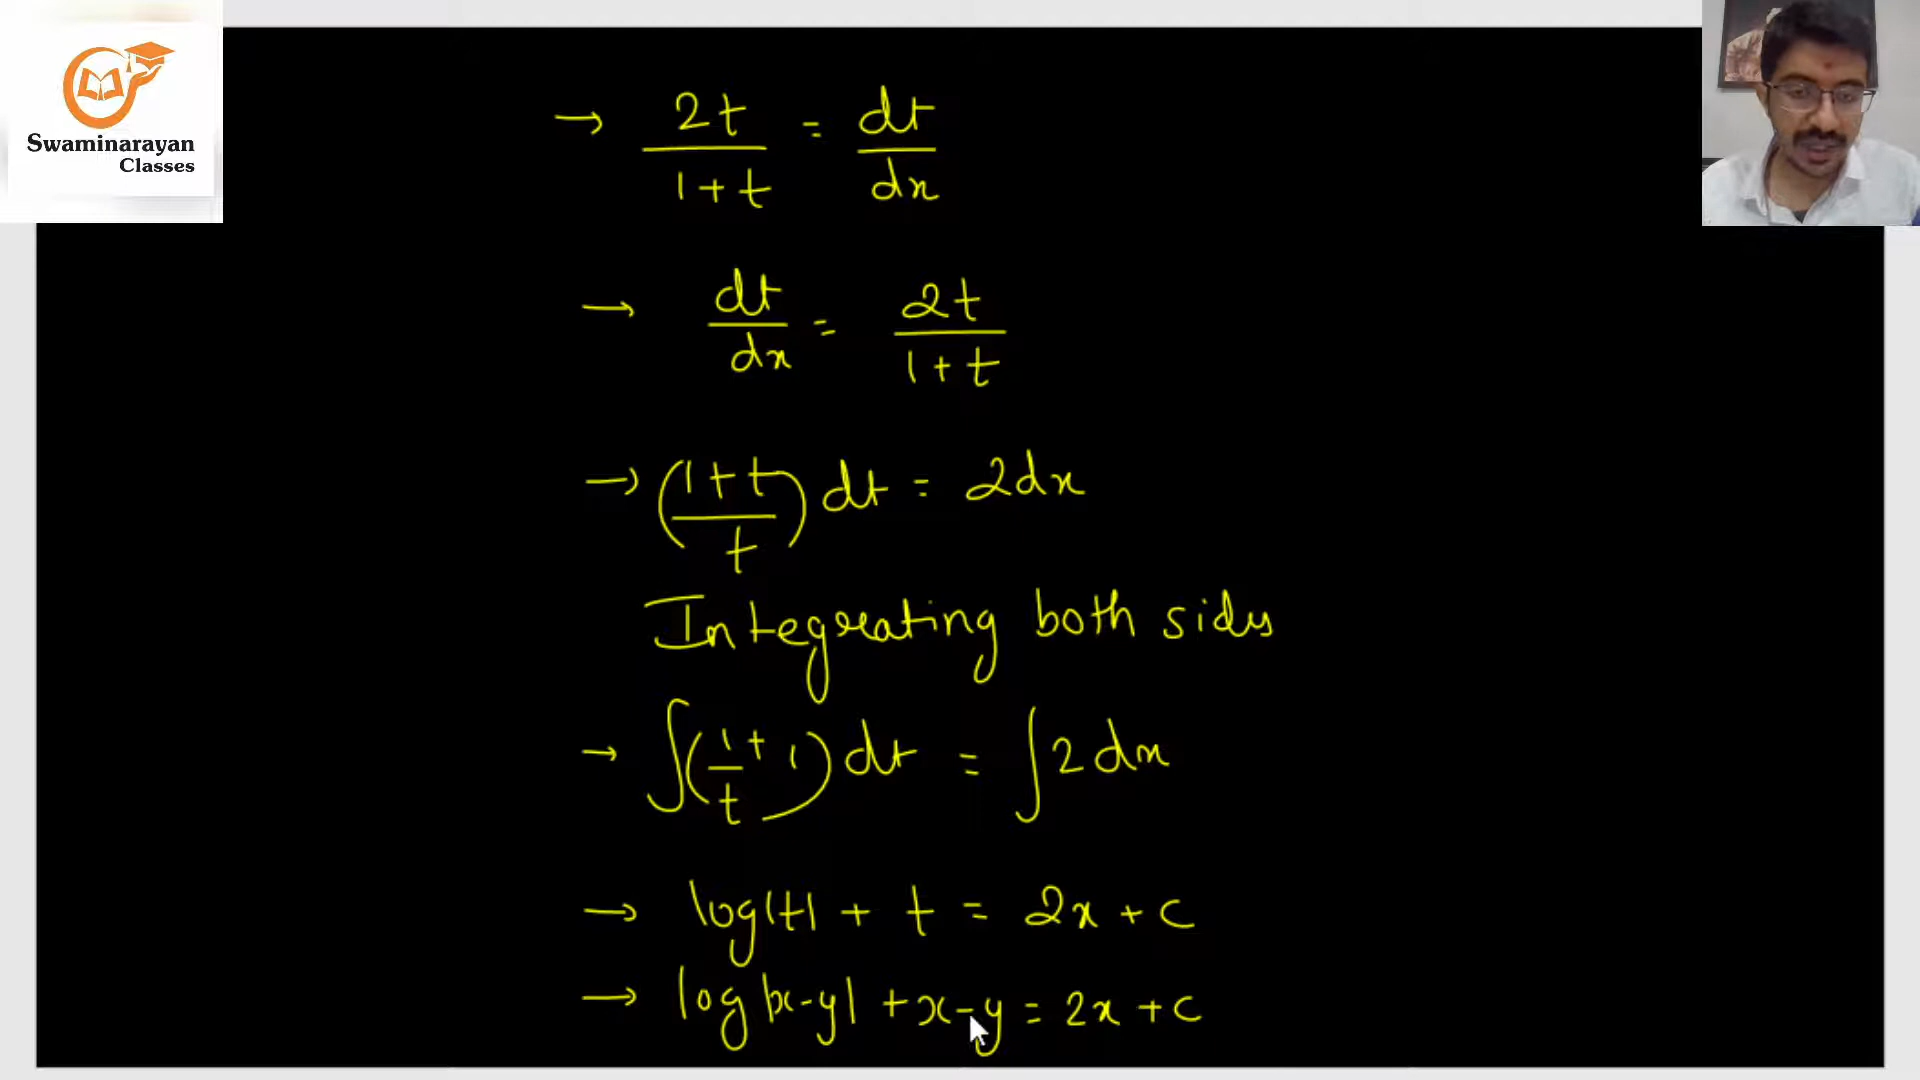 Swaminarayan
Classes
→ 2t/1+t = dt/dx
→ dt/dx = 2t/1+t
→ (1+t/t) dt = 2dx
Integrating both sides
→ ∫(1/t + 1) dt = ∫2 dx
→ log|t| + t = 2x + c
→ log|x-y| + x-y = 2x + c